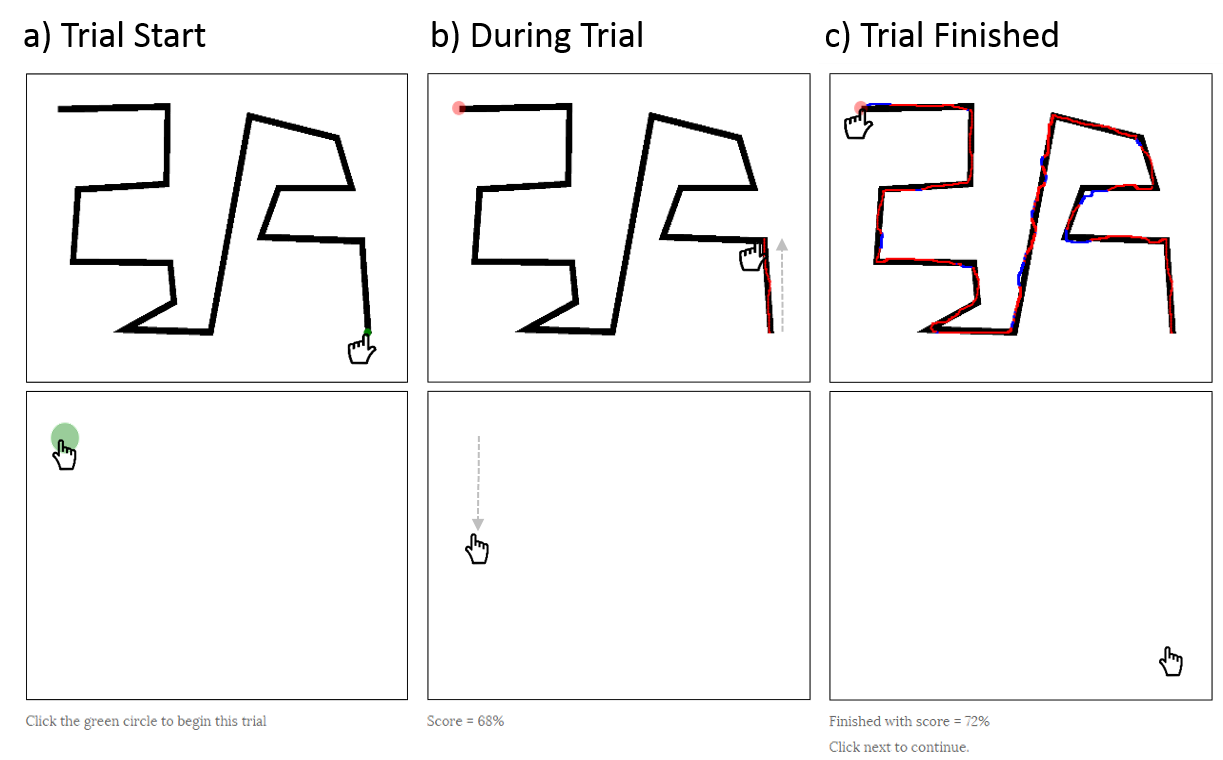 a) Trial Start
b) During Trial
c) Trial Finished
Click the green circle to begin this trial
Score = 68%
Finished with score = 72%
Click next to continue.